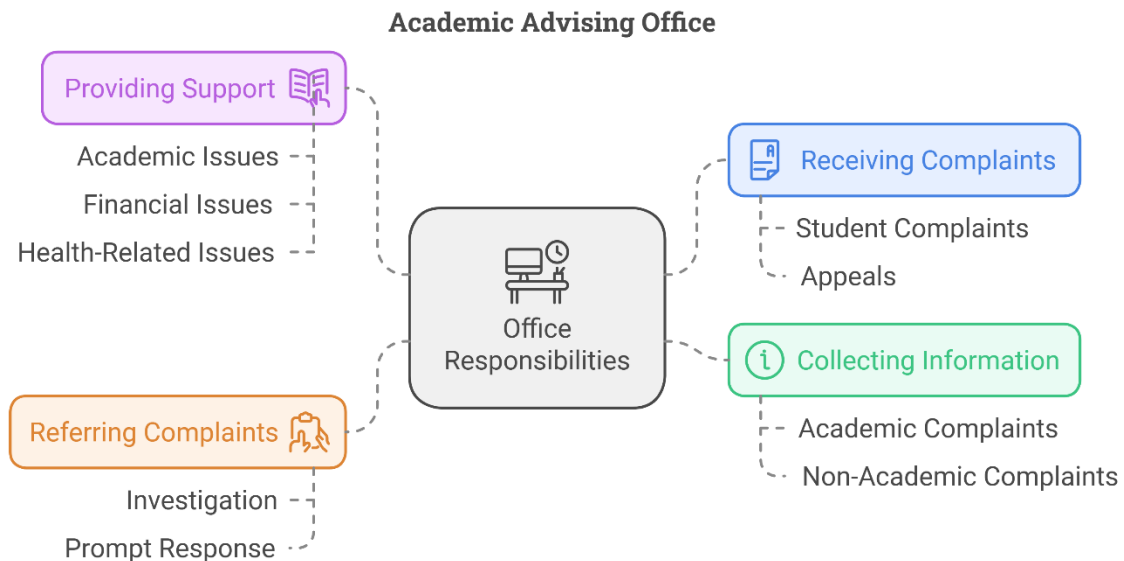 Academic Advising Office
Providing Support
Academic Issues
Financial Issues
Health-Related Issues
Referring Complaints
Investigation
Prompt Response
Office
Responsibilities
Receiving Complaints
Student Complaints
Appeals
Collecting Information
Academic Complaints
Non-Academic Complaints